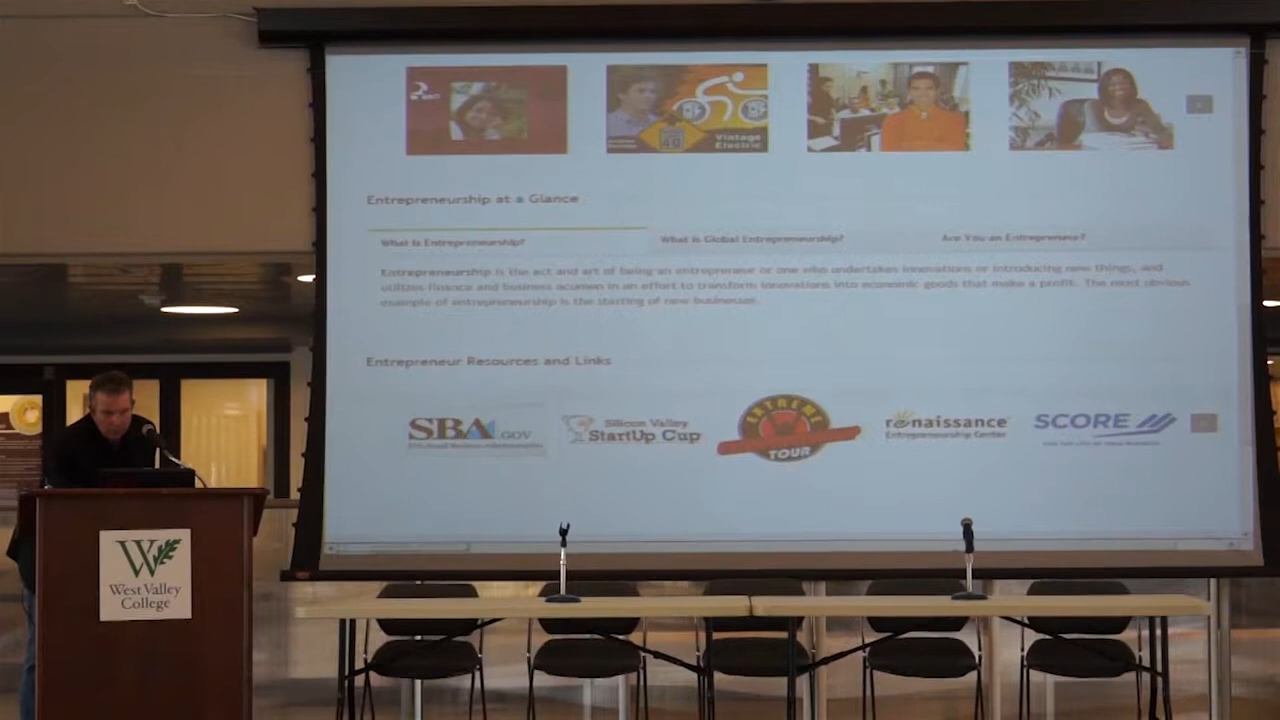 Vintage
Electric
Entrepreneurship at a Glance
What is Entrepreneurship?
What is Global Entrepreneurship?
Are You an Entrepreneur?
Entrepreneurship is the act and art of being an entrepreneur or one who undertakes innovations or introducing new things, and
utilizes finance and business acumen in an effort to transform innovations into economic goods that make a profit. The most obvious
example of entrepreneurship is the starting of new businesses.
Entrepreneur Resources and Links
SBA.GOV
Silicon Valley
StartUp Cup
EXTREME
TOUR
renaissance
Entrepreneurship Center
SCORE
W
West Valley
College